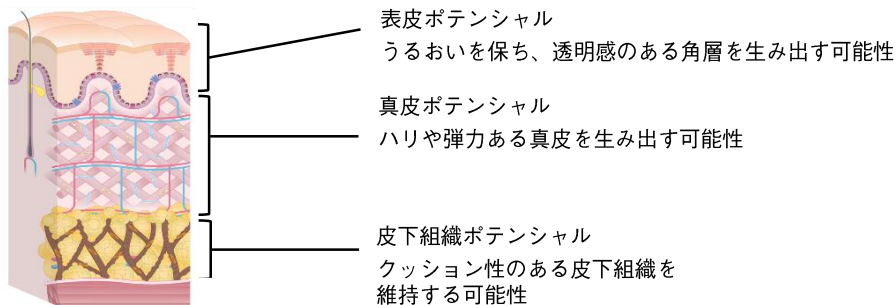 表皮ポテンシャル
うるおいを保ち、透明感のある角層を生み出す可能性
真皮ポテンシャル
ハリや弾力ある真皮を生み出す可能性
皮下組織ポテンシャル
クッション性のある皮下組織を
維持する可能性